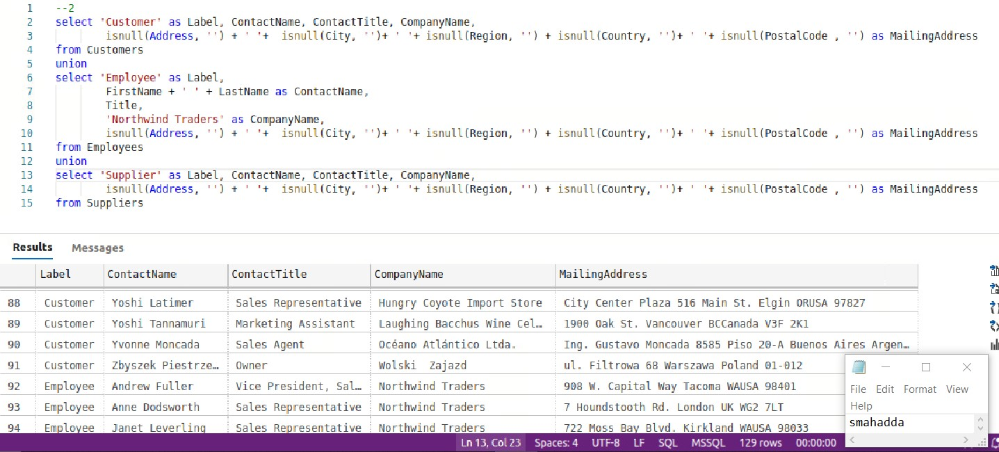 1 --2
2 select 'Customer' as Label, ContactName, ContactTitle, CompanyName,
3 isnull(Address, '') + ' '+  isnull(City, '')+ ' '+ isnull(Region, '') + isnull(Country, '')+ ' '+ isnull(PostalCode , '') as MailingAddress
4 from Customers
5 union
6 select 'Employee' as Label,
7 FirstName + ' ' + LastName as ContactName,
8 Title,
9 'Northwind Traders' as CompanyName,
10 isnull(Address, '') + ' '+  isnull(City, '')+ ' '+ isnull(Region, '') + isnull(Country, '')+ ' '+ isnull(PostalCode , '') as MailingAddress
11 from Employees
12 union
13 select 'Supplier' as Label, ContactName, ContactTitle, CompanyName,
14 isnull(Address, '') + ' '+  isnull(City, '')+ ' '+ isnull(Region, '') + isnull(Country, '')+ ' '+ isnull(PostalCode , '') as MailingAddress
15 from Suppliers
Results Messages
Label ContactName ContactTitle CompanyName MailingAddress
88 Customer Yoshi Latimer Sales Representative Hungry Coyote Import Store City Center Plaza 516 Main St. Elgin ORUSA 97827
89 Customer Yoshi Tannamuri Marketing Assistant Laughing Bacchus Wine Cel… 1900 Oak St. Vancouver BCCanada V3F 2K1
90 Customer Yvonne Moncada Sales Agent Océano Atlántico Ltda. Ing. Gustavo Moncada 8585 Piso 20-A Buenos Aires Argen…
91 Customer Zbyszek Piestrze… Owner Wolski  Zajazd ul. Filtrowa 68 Warszawa Poland 01-012
92 Employee Andrew Fuller Vice President, Sal… Northwind Traders 908 W. Capital Way Tacoma WAUSA 98401
93 Employee Anne Dodsworth Sales Representative Northwind Traders 7 Houndstooth Rd. London UK WG2 7LT
94 Employee Janet Leverling Sales Representative Northwind Traders 722 Moss Bay Blvd. Kirkland WAUSA 98033
File Edit Format View
Help
smahadda
Ln 13, Col 23 Spaces: 4 UTF-8 LF SQL MSSQL 129 rows 00:00:00